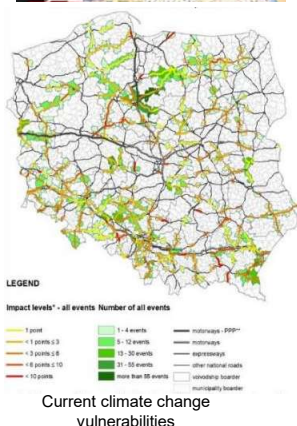 LEGEND
Impact levels* - all events Number of all events
1 point
< 1 points ≤ 3
< 3 points ≤ 6
< 6 points ≤ 10
< 10 points
1 - 4 events
5 - 12 events
13 - 30 events
31 - 55 events
more than 55 events
motorways - PPP**
motorways
expressways
other national roads
voivodship boarder
municipality boarder
Current climate change
vulnerabilities